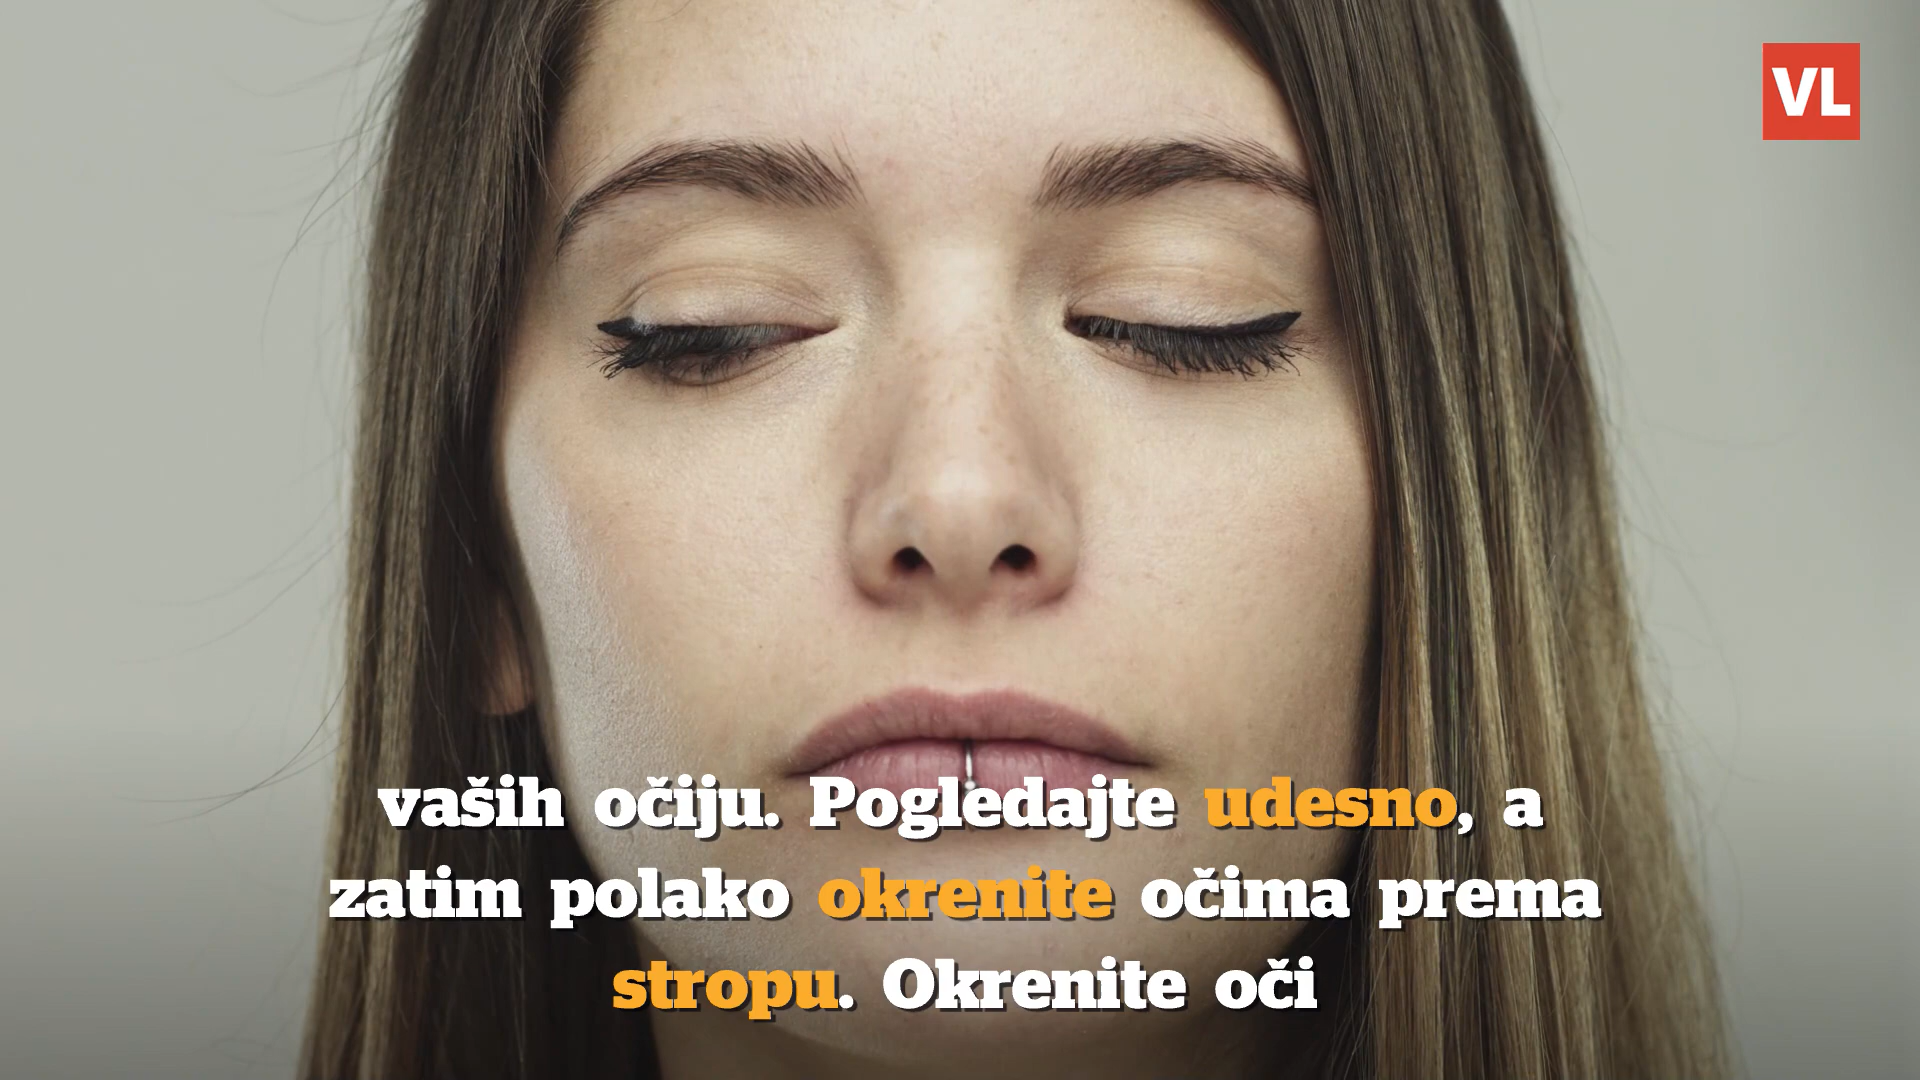 VL
vaših očiju. Pogledajte udesno, a
zatim polako okrenite očima prema
stropu. Okrenite oči